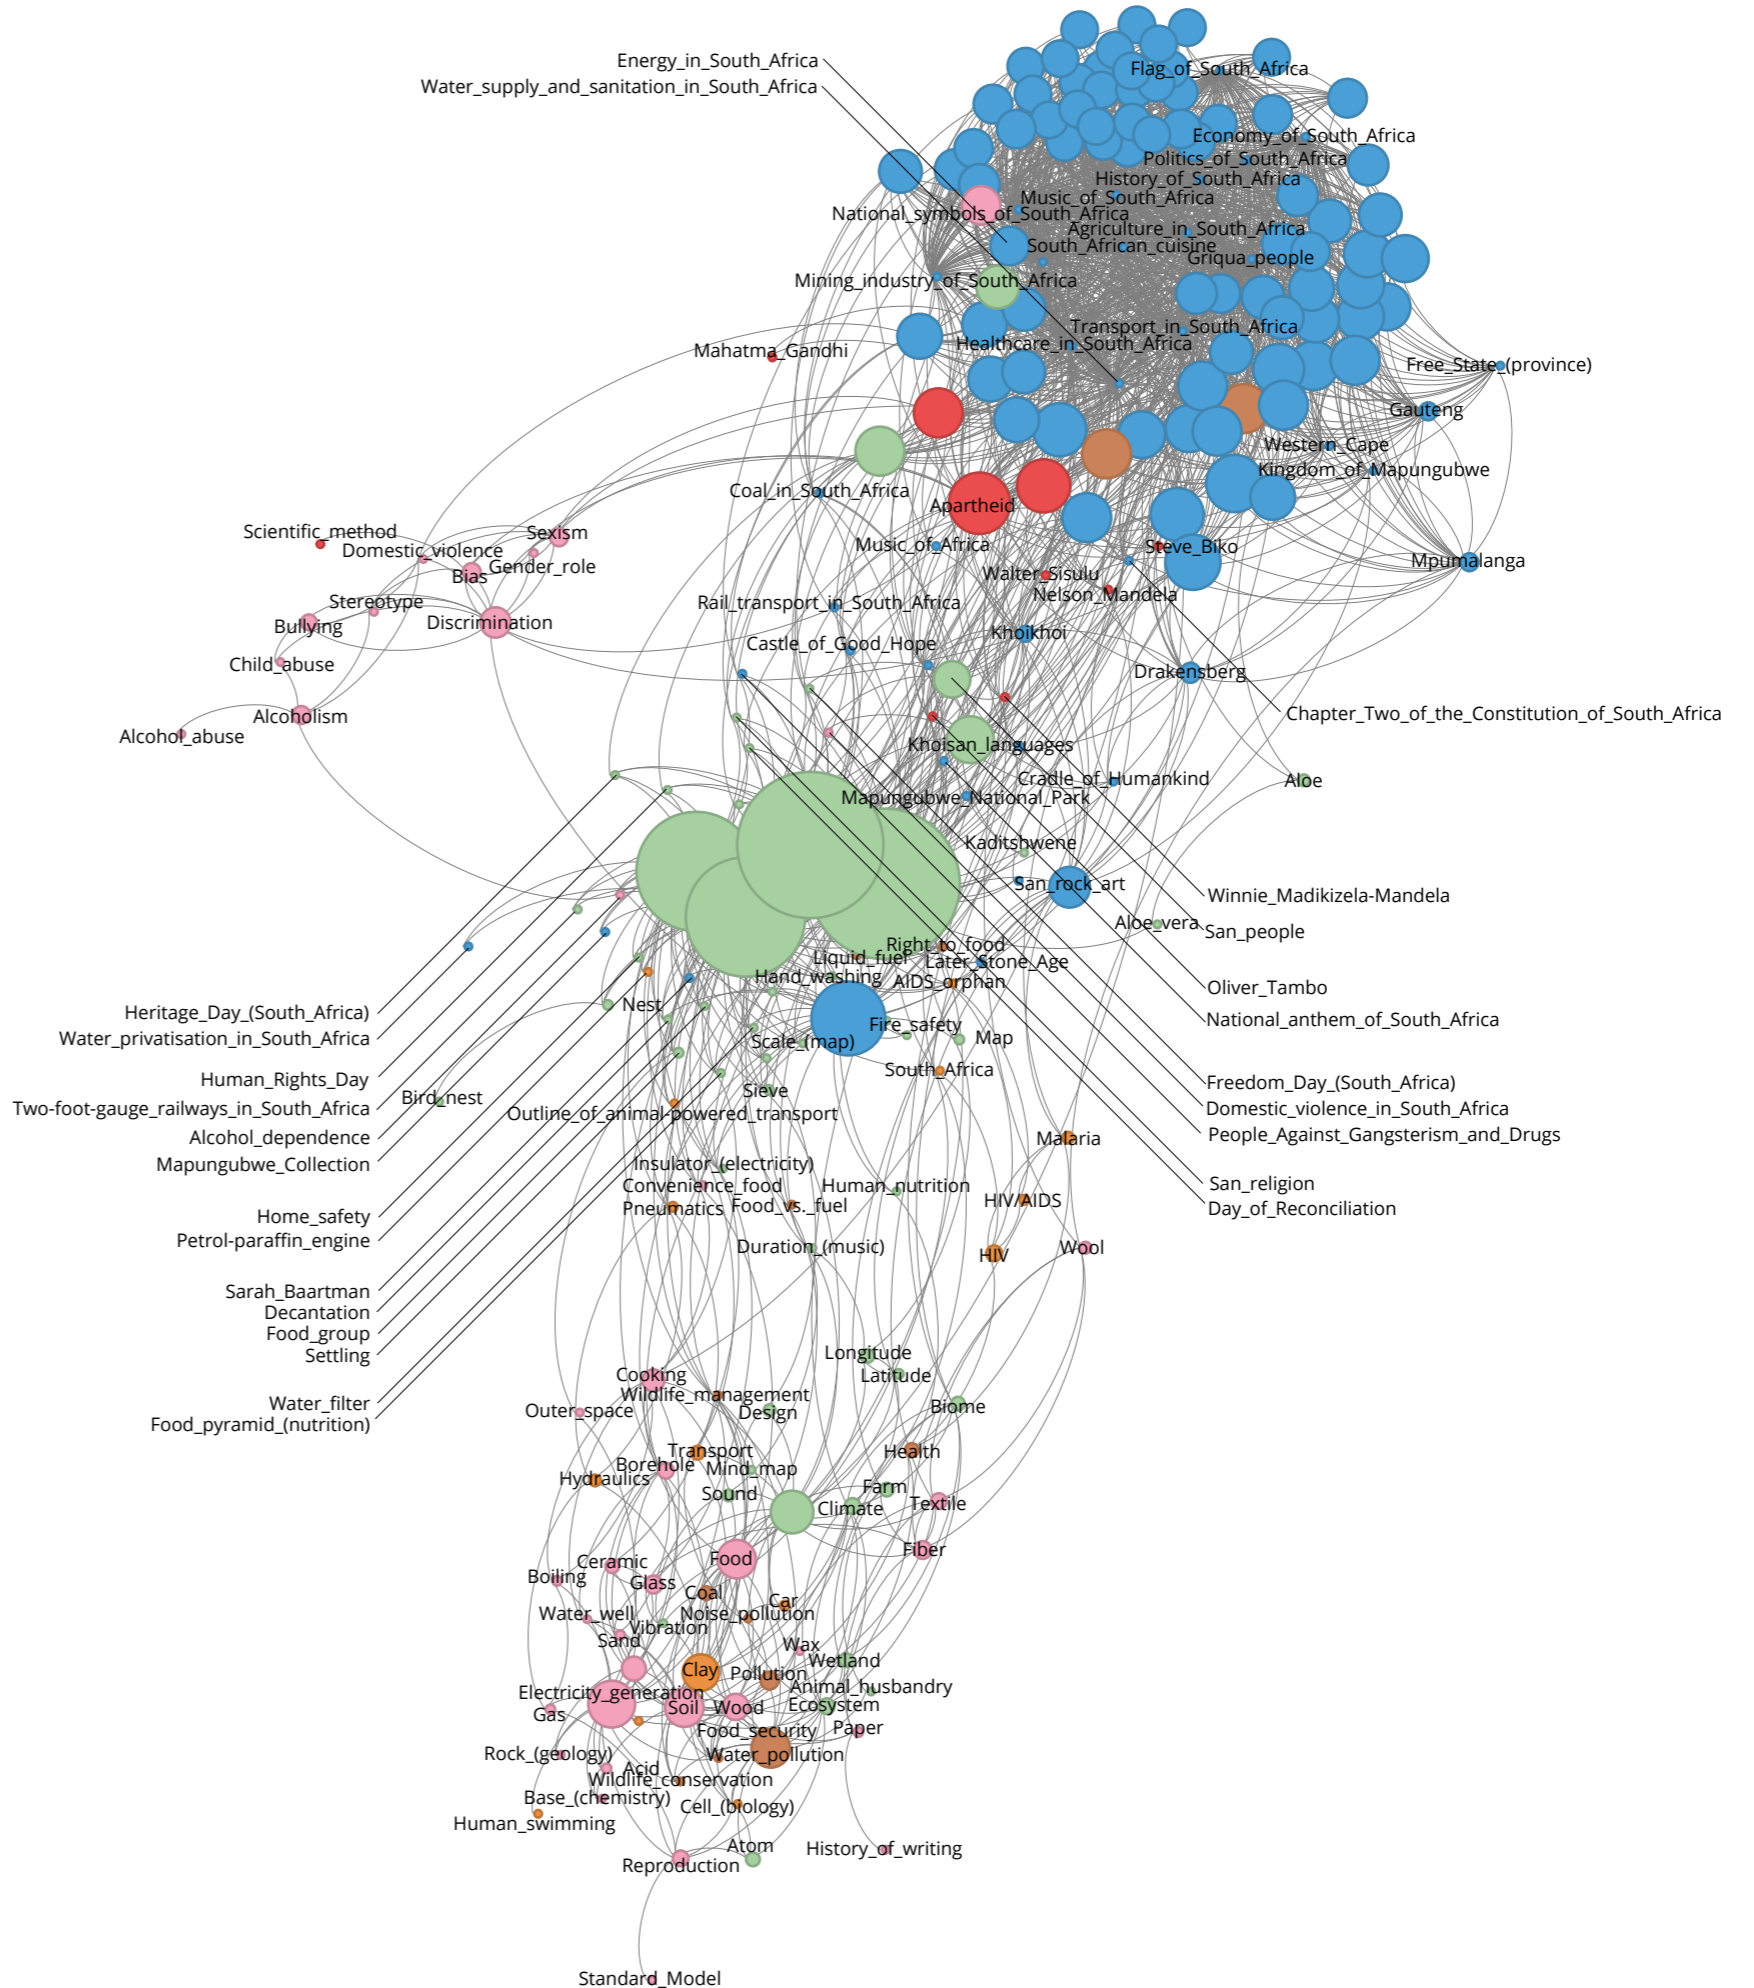 Energy_in_South_Africa
Flag_of_South_Africa
Water_supply_and_sanitation_in_South_Africa
Economy_of_South_Africa
Politics_of_South_Africa
History_of_South_Africa
Music_of_South_Africa
National_symbols_of_South_Africa
Agriculture_in_South_Africa
South_African_cuisine
Griqua_people
Mining_industry_of_South_Africa
Transport_in_South_Africa
Healthcare_in_South_Africa
Mahatma_Gandhi
Free_State_(province)
Gauteng
Western_Cape
Kingdom_of_Mapungubwe
Coal_in_South_Africa
Apartheid
Scientific_method
Sexism
Music_of_Africa
Steve_Biko
Domestic_violence
Mpumalanga
Gender_role
Bias
Walter_Sisulu
Nelson_Mandela
Stereotype
Rail_transport_in_South_Africa
Bullying
Discrimination
Khoikhoi
Castle_of_Good_Hope
Child_abuse
Drakensberg
Chapter_Two_of_the_Constitution_of_South_Africa
Alcoholism
Alcohol_abuse
Khoisan_languages
Cradle_of_Humankind
Aloe
Mapungubwe_National_Park
Kaditshwene
San_rock_art
Winnie_Madikizela-Mandela
Aloe_vera
San_people
Right_to_food
Liquid_fuel
Later_Stone_Age
Hand_washing
AIDS_orphan
Oliver_Tambo
Nest
Heritage_Day_(South_Africa)
National_anthem_of_South_Africa
Fire_safety
Water_privatisation_in_South_Africa
Scale_(map)
Map
South_Africa
Human_Rights_Day
Freedom_Day_(South_Africa)
Sieve
Bird_nest
Two-foot-gauge_railways_in_South_Africa
Domestic_violence_in_South_Africa
Outline_of_animal-powered_transport
People_Against_Gangsterism_and_Drugs
Alcohol_dependence
Malaria
Mapungubwe_Collection
Insulator_(electricity)
San_religion
Convenience_food
Human_nutrition
HIV/AIDS
Pneumatics
Food_vs._fuel
Day_of_Reconciliation
Home_safety
Petrol-paraffin_engine
Duration_(music)
Wool
HIV
Sarah_Baartman
Decantation
Food_group
Settling
Longitude
Latitude
Cooking
Wildlife_management
Water_filter
Outer_space
Design
Biome
Food_pyramid_(nutrition)
Transport
Health
Borehole
Mind_map
Hydraulics
Farm
Sound
Climate
Textile
Fiber
Food
Ceramic
Boiling
Glass
Coal
Car
Water_well
Noise_pollution
Vibration
Sand
Wax
Wetland
Clay
Pollution
Animal_husbandry
Electricity_generation
Ecosystem
Soil
Wood
Gas
Food_security
Paper
Rock_(geology)
Water_pollution
Acid
Wildlife_conservation
Base_(chemistry)
Cell_(biology)
Human_swimming
Atom
History_of_writing
Reproduction
Standard_Model